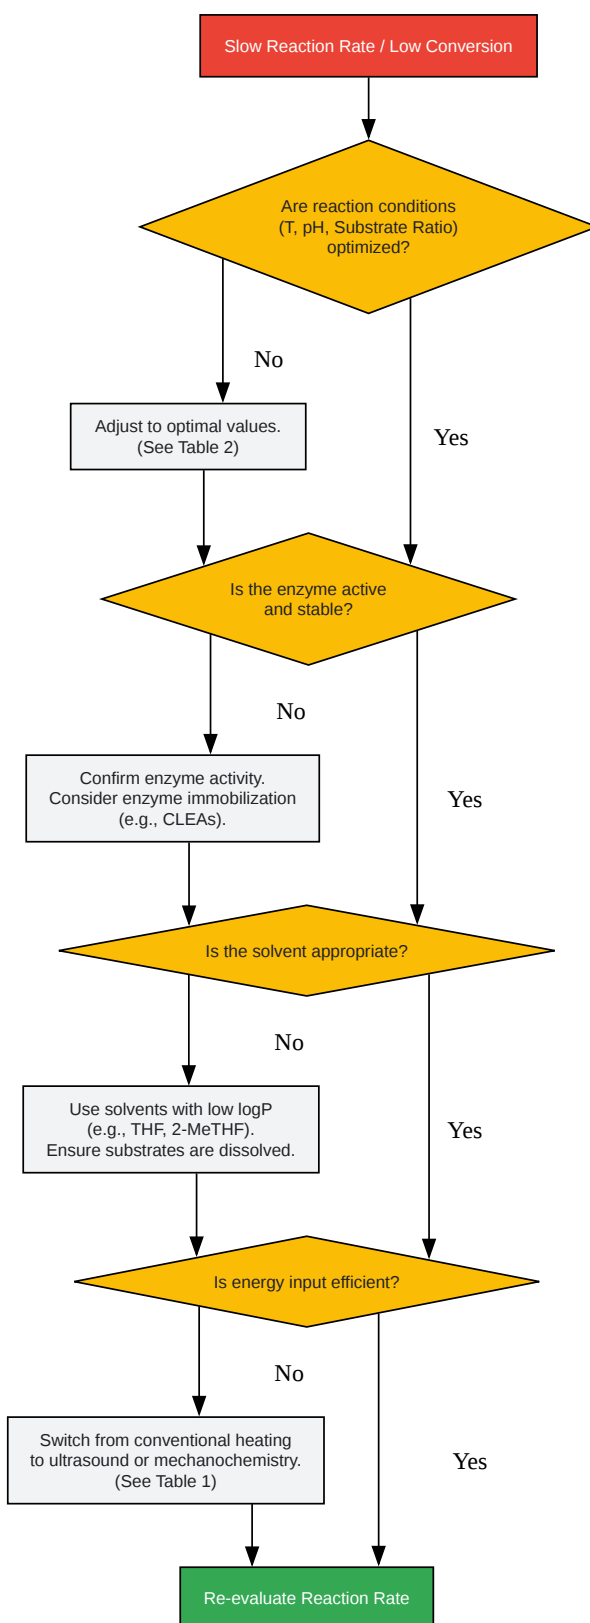 Slow Reaction Rate / Low Conversion
Are reaction conditions
(T, pH, Substrate Ratio)
optimized?
No
Adjust to optimal values.
(See Table 2)
Yes
Is the enzyme active
and stable?
No
Confirm enzyme activity.
Consider enzyme immobilization
(e.g., CLEAs).
Yes
Is the solvent appropriate?
No
Use solvents with low logP
(e.g., THF, 2-MeTHF).
Ensure substrates are dissolved.
Yes
Is energy input efficient?
No
Switch from conventional heating
to ultrasound or mechanochemistry.
(See Table 1)
Yes
Re-evaluate Reaction Rate